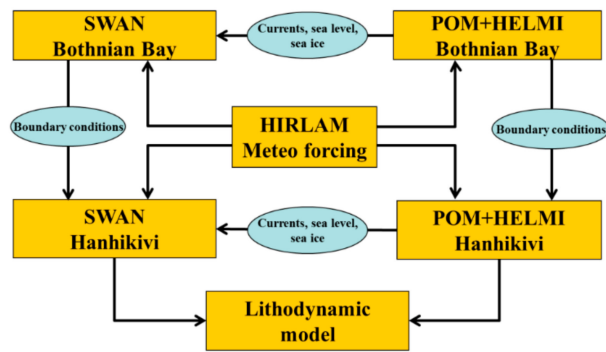 SWAN
Bothnian Bay
Currents, sea level,
sea ice
POM+HELMI
Bothnian Bay
Boundary conditions
HIRLAM
Meteo forcing
Boundary conditions
SWAN
Hanhikivi
Currents, sea level,
sea ice
POM+HELMI
Hanhikivi
Lithodynamic
model